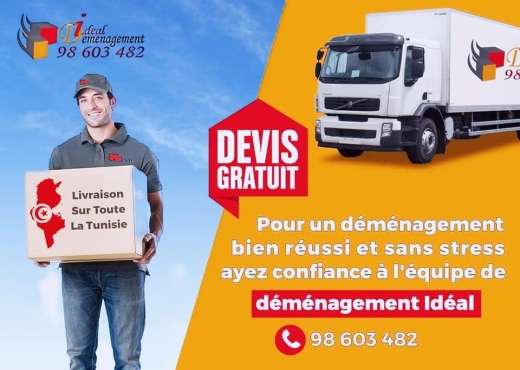 Idéal
Déménagement
98 603 482
DEVIS
GRATUIT
Livraison
Sur Toute
La Tunisie
Pour un déménagement
bien réussi et sans stress
ayez confiance à l'équipe de
déménagement Idéal
98 603 482